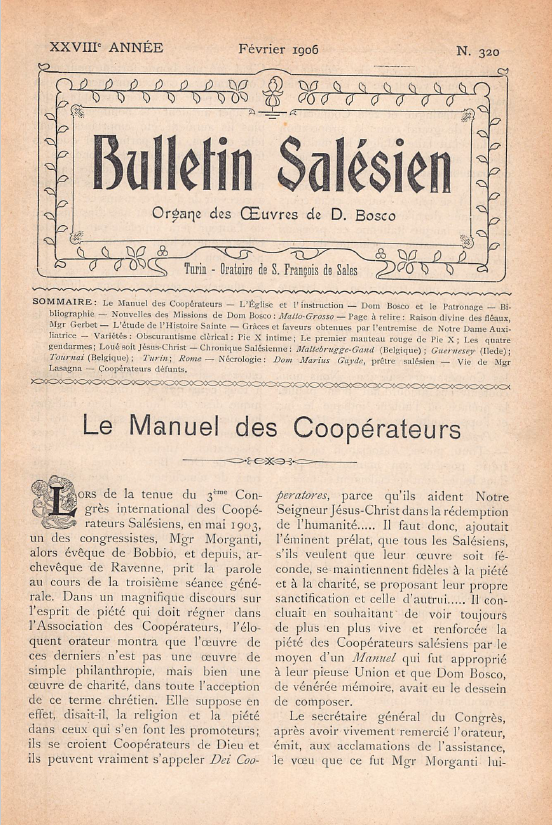 XXVIIIe ANNÉE
Février 1906
N. 320
Bulletin Salésien
Organe des Œuvres de D. Bosco
Turin - Oratoire de S. François de Sales
SOMMAIRE: Le Manuel des Coopérateurs — L'Église et l'instruction — Dom Bosco et le Patronage — Bi-
bliographie — Nouvelles des Missions de Dom Bosco: Matto-Grosso — Page à relire: Raison divine des fléaux,
Mgr Gerbet — L'étude de l'Histoire Sainte — Grâces et faveurs obtenues par l'entremise de Notre Dame Auxi-
liatrice — Variétés: Obscurantisme clérical; Pie X intime; Le premier manteau rouge de Pie X; Les quatre
gendarmes; Loué soit Jésus-Christ — Chronique Salésienne: Maltebrugge-Gand (Belgique); Guernesey (Ilede);
Tournai (Belgique); Turin; Rome — Nécrologie: Dom Marius Gayde, prêtre salésien — Vie de Mgr
Lasagna — Coopérateurs défunts.
Le Manuel des Coopérateurs
LORS de la tenue du 3ème Con-
grès international des Coopé-
rateurs Salésiens, en mai 1903,
un des congressistes, Mgr Morganti,
alors évêque de Bobbio, et depuis, ar-
chevêque de Ravenne, prit la parole
au cours de la troisième séance géné-
rale. Dans un magnifique discours sur
l'esprit de piété qui doit régner dans
l'Association des Coopérateurs, l'élo-
quent orateur montra que l'œuvre de
ces derniers n'est pas une œuvre de
simple philanthropie, mais bien une
œuvre de charité, dans toute l'acception
de ce terme chrétien. Elle suppose en
effet, disait-il, la religion et la piété
dans ceux qui s'en font les promoteurs;
ils se croient Coopérateurs de Dieu et
ils peuvent vraiment s'appeler Dei Coo-
peratores, parce qu'ils aident Notre
Seigneur Jésus-Christ dans la rédemption
de l'humanité..... Il faut donc, ajoutait
l'éminent prélat, que tous les Salésiens,
s'ils veulent que leur œuvre soit fé-
conde, se maintiennent fidèles à la piété
et à la charité, se proposant leur propre
sanctification et celle d'autrui..... Il con-
cluait en souhaitant de voir toujours
de plus en plus vive et renforcée la
piété des Coopérateurs salésiens par le
moyen d'un Manuel qui fut approprié
à leur pieuse Union et que Dom Bosco,
de vénérée mémoire, avait eu le dessein
de composer.
Le secrétaire général du Congrès,
après avoir vivement remercié l'orateur,
émit, aux acclamations de l'assistance,
le vœu que ce fut Mgr Morganti lui-